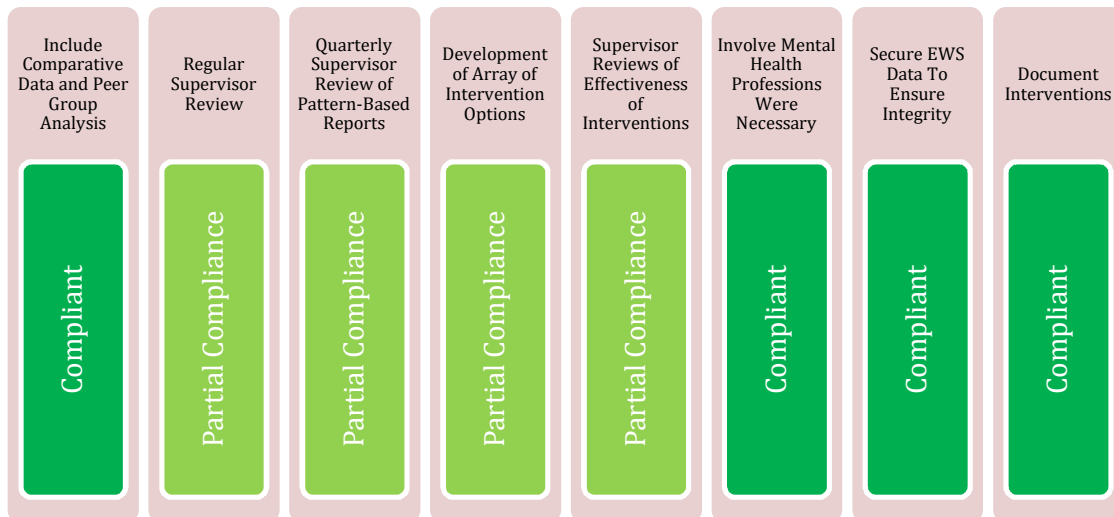 Include
Comparative
Data and Peer
Group
Analysis
Regular
Supervisor
Review
Quarterly
Supervisor
Review of
Pattern-Based
Reports
Development
of Array of
Intervention
Options
Supervisor
Reviews of
Effectiveness
of
Interventions
Involve Mental
Health
Professions
Were
Necessary
Secure EWS
Data To
Ensure
Integrity
Document
Interventions
Compliant
Partial Compliance
Partial Compliance
Partial Compliance
Partial Compliance
Compliant
Compliant
Compliant